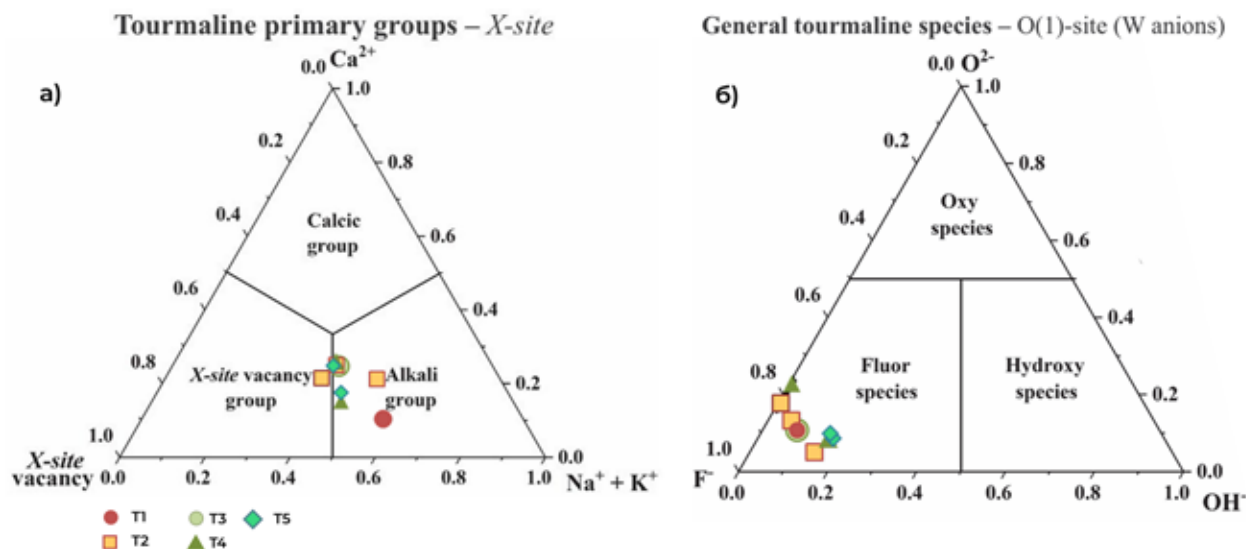 Tourmaline primary groups – X-site
а)
0.0
Ca²⁺
1.0
0.2
0.8
0.4
0.6
Calcic
group
0.6
0.4
0.8
0.2
X-site vacancy
group
Alkali
group
1.0
0.0
X-site
vacancy
0.0
0.2
0.4
0.6
0.8
1.0
Na⁺ + K⁺
T1
T3
T5
T2
T4
General tourmaline species – O(1)-site (W anions)
б)
0.0
O²⁻
1.0
0.2
0.8
0.4
0.6
Oxy
species
0.6
0.4
0.8
0.2
Fluor
species
Hydroxy
species
1.0
0.0
F⁻
0.0
0.2
0.4
0.6
0.8
1.0
OH⁻